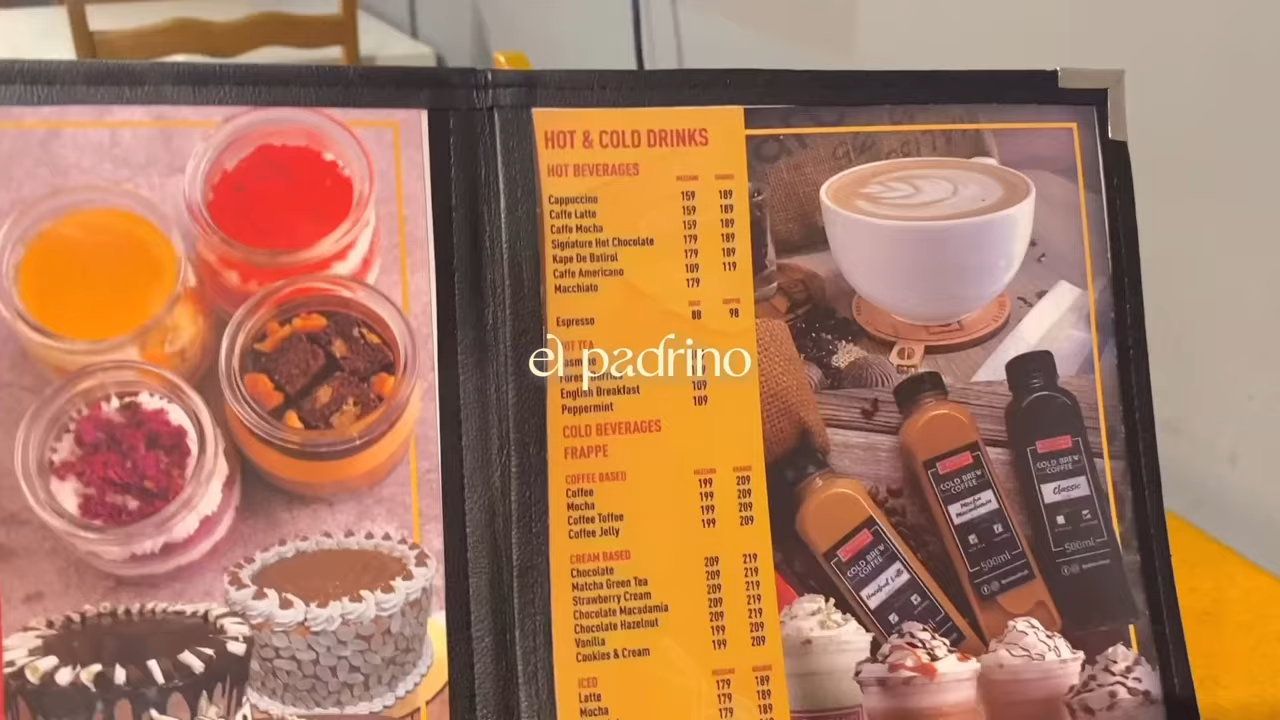 HOT & COLD DRINKS
HOT BEVERAGES
Cappuccino 159 189
Caffe Latte 159 189
Caffe Mocha 159 189
Signature Hot Chocolate 179 189
Kape De Batirol 179 189
Caffe Americano 109 119
Macchiato 179
Espresso 88 98
el padrino
English Breakfast 109
Peppermint 109
COLD BEVERAGES
FRAPPE
COFFEE BASED
Coffee 199 209
Mocha 199 209
Coffee Toffee 199 209
Coffee Jelly 199 209
CREAM BASED
Chocolate 209 219
Matcha Green Tea 209 219
Strawberry Cream 209 219
Chocolate Macadamia 209 219
Chocolate Hazelnut 209 219
Vanilla 199 209
Cookies & Cream 199 209
ICED
Latte 179 189
Mocha 179 189
COLD BREW
COFFEE
Hazelnut Latte
COLD BREW
COFFEE
Mocha
Macadamia
500ml
COLD BREW
COFFEE
Classic
500ml